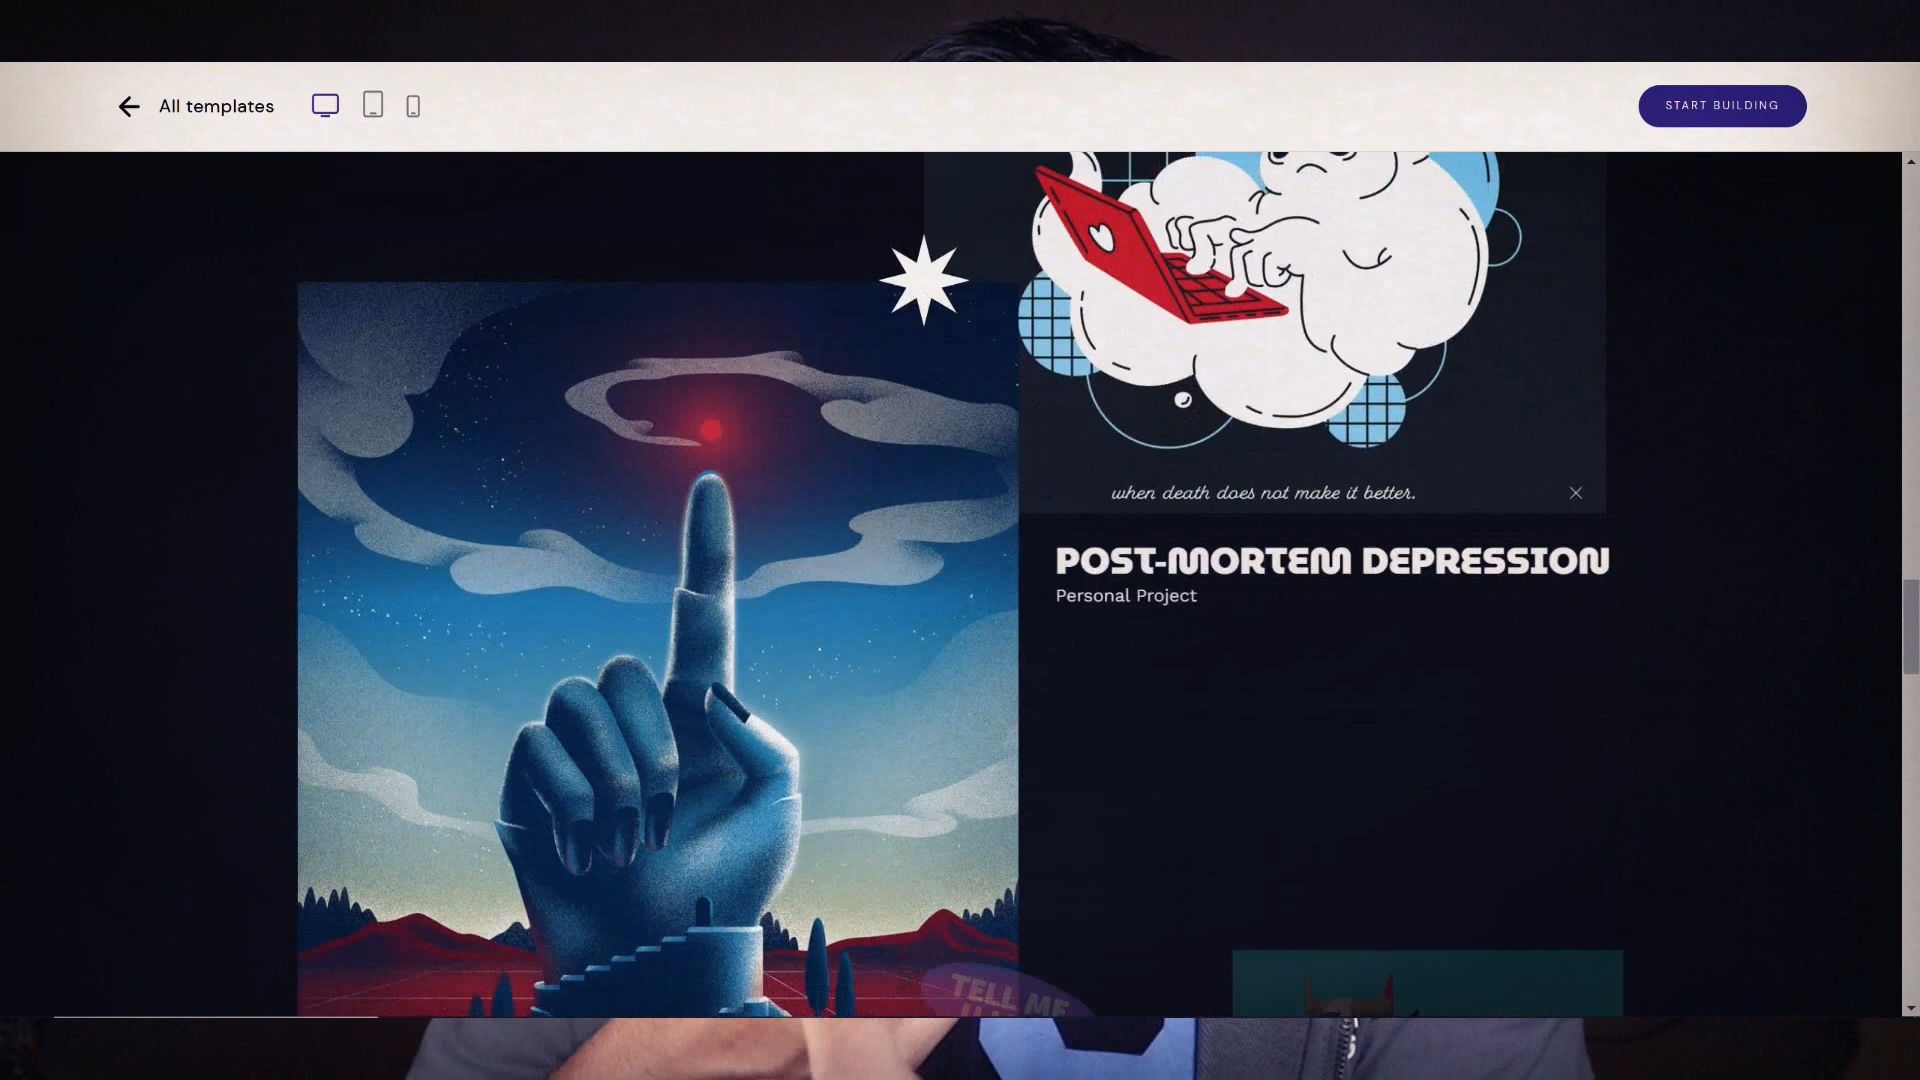 All templates
START BUILDING
when death does not make it better.
POST-MORTEM DEPRESSION
Personal Project
TELL ME